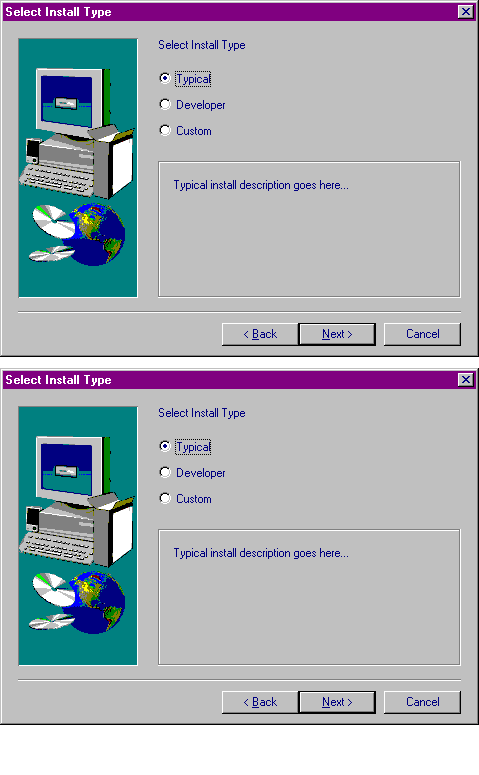 Select Install Type
Select Install Type
Typical
Developer
Custom
Typical install description goes here...
< Back
Next >
Cancel
Select Install Type
Select Install Type
Typical
Developer
Custom
Typical install description goes here...
< Back
Next >
Cancel